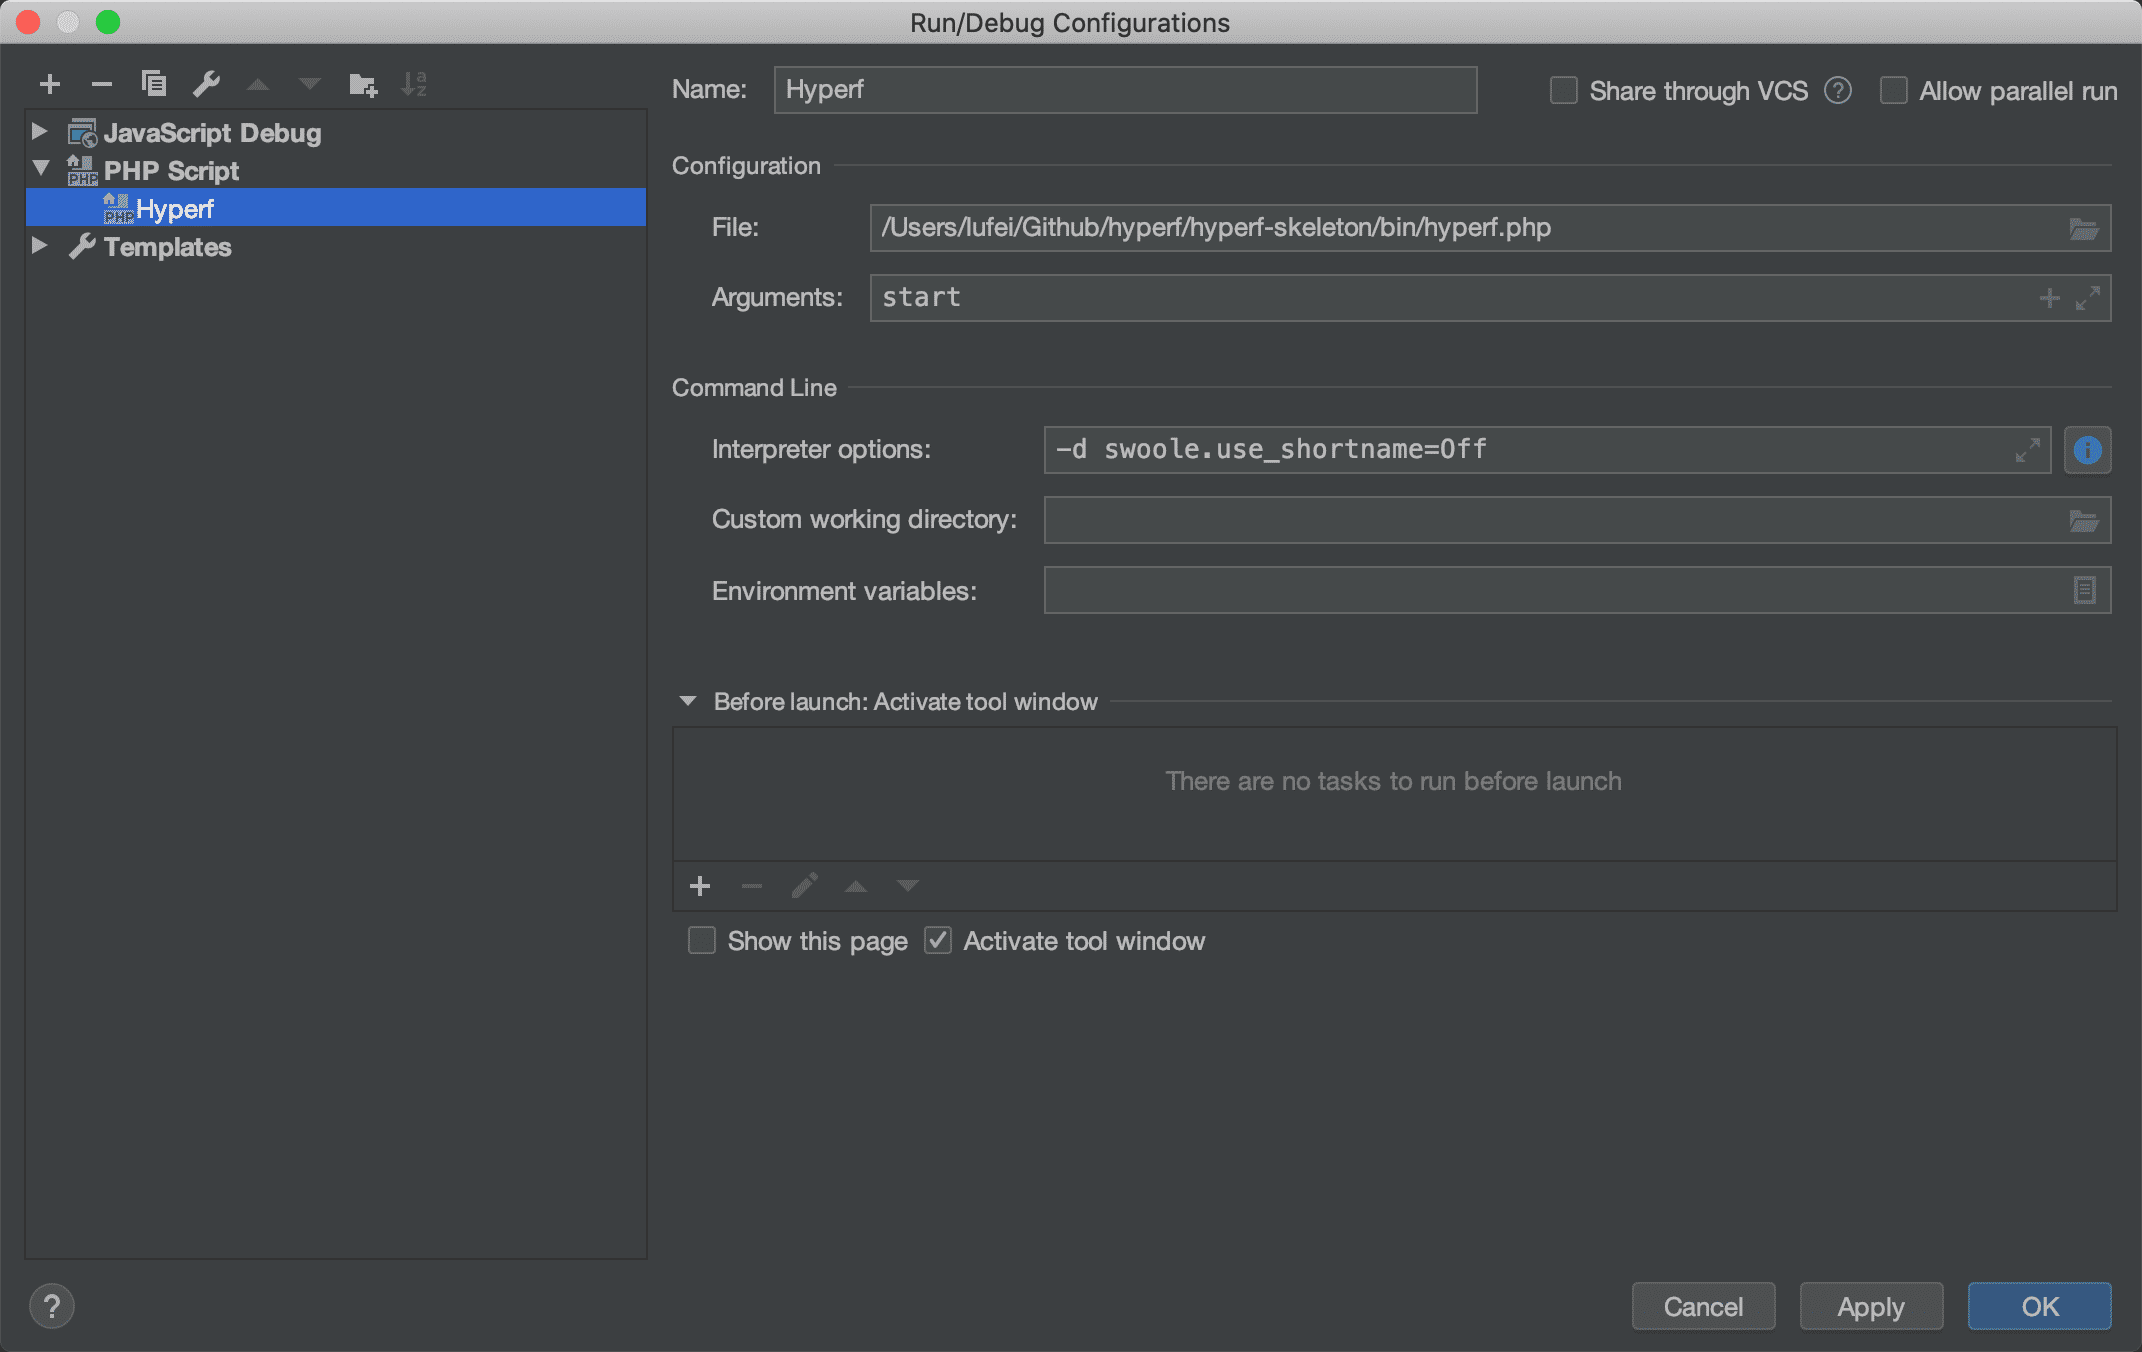 Run/Debug Configurations
JavaScript Debug
PHP Script
Hyperf
Templates
Name: Hyperf
Share through VCS ?
Allow parallel run
Configuration
File: /Users/lufei/Github/hyperf/hyperf-skeleton/bin/hyperf.php
Arguments: start
Command Line
Interpreter options: -d swoole.use_shortname=Off
Custom working directory:
Environment variables:
Before launch: Activate tool window
There are no tasks to run before launch
Show this page
Activate tool window
?
Cancel
Apply
OK